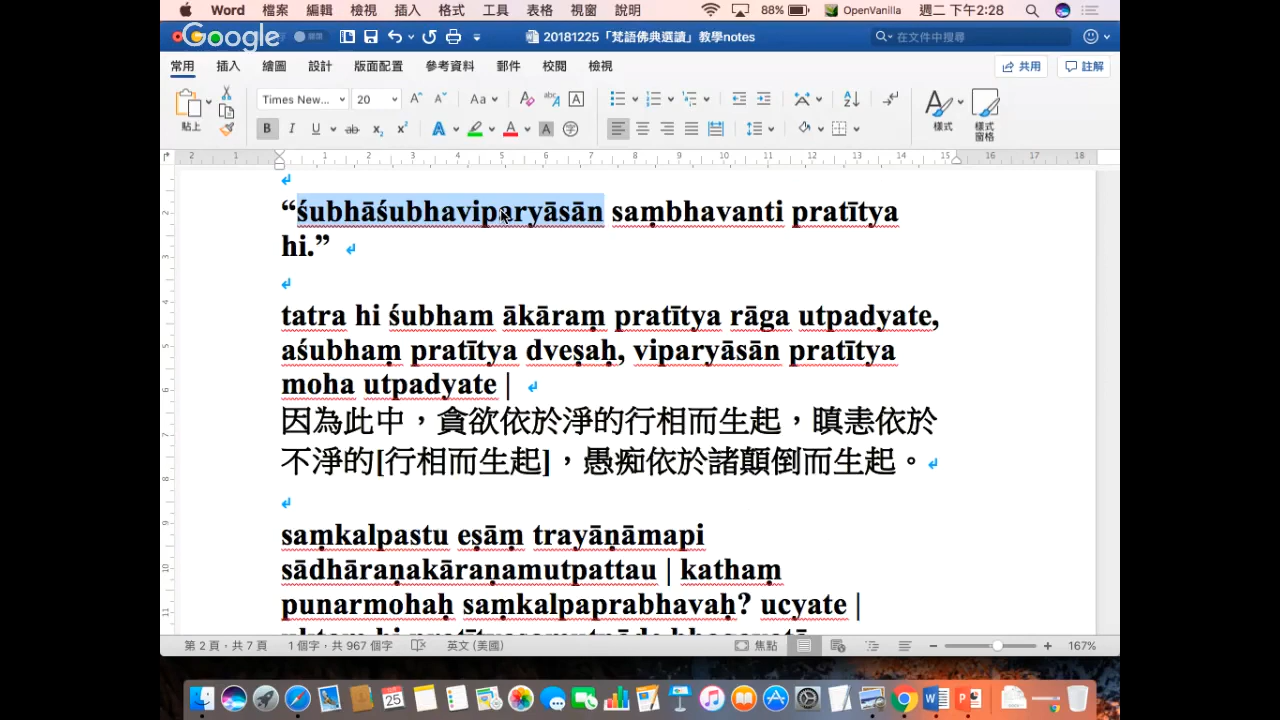 Word 檔案 編輯 檢視 插入 格式 工具 表格 視窗 說明 88% OpenVanilla 週二 下午2:28
Google 20181225「梵語佛典選讀」教學notes 在文件中搜尋
常用 插入 繪圖 設計 版面配置 參考資料 郵件 校閱 檢視 共用 註解
貼上 Times New... 20 樣式 樣式窗格
“śubhāśubhaviparyāsān saṃbhavanti pratītya
hi.”
tatra hi śubham ākāraṃ pratītya rāga utpadyate,
aśubhaṃ pratītya dveṣaḥ, viparyāsān pratītya
moha utpadyate |
因為此中，貪欲依於淨的行相而生起，瞋恚依於
不淨的[行相而生起]，愚痴依於諸顛倒而生起。
saṃkalpastu eṣāṃ trayāṇāmapi
sādhāraṇakāraṇamutpattau | kathaṃ
punarmohaḥ saṃkalpaprabhavaḥ? ucyate |
第 2 頁，共 7 頁 1 個字，共 967 個字 英文 (美國) 焦點 167%